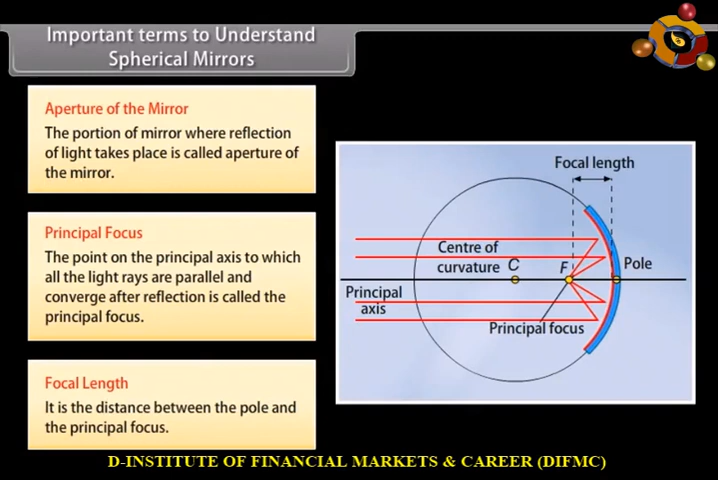 Important terms to Understand
Spherical Mirrors
Aperture of the Mirror
The portion of mirror where reflection
of light takes place is called aperture of
the mirror.
Principal Focus
The point on the principal axis to which
all the light rays are parallel and
converge after reflection is called the
principal focus.
Focal Length
It is the distance between the pole and
the principal focus.
Focal length
Centre of
curvature
C
F
Pole
Principal
axis
Principal focus
D-INSTITUTE OF FINANCIAL MARKETS & CAREER (DIFMC)